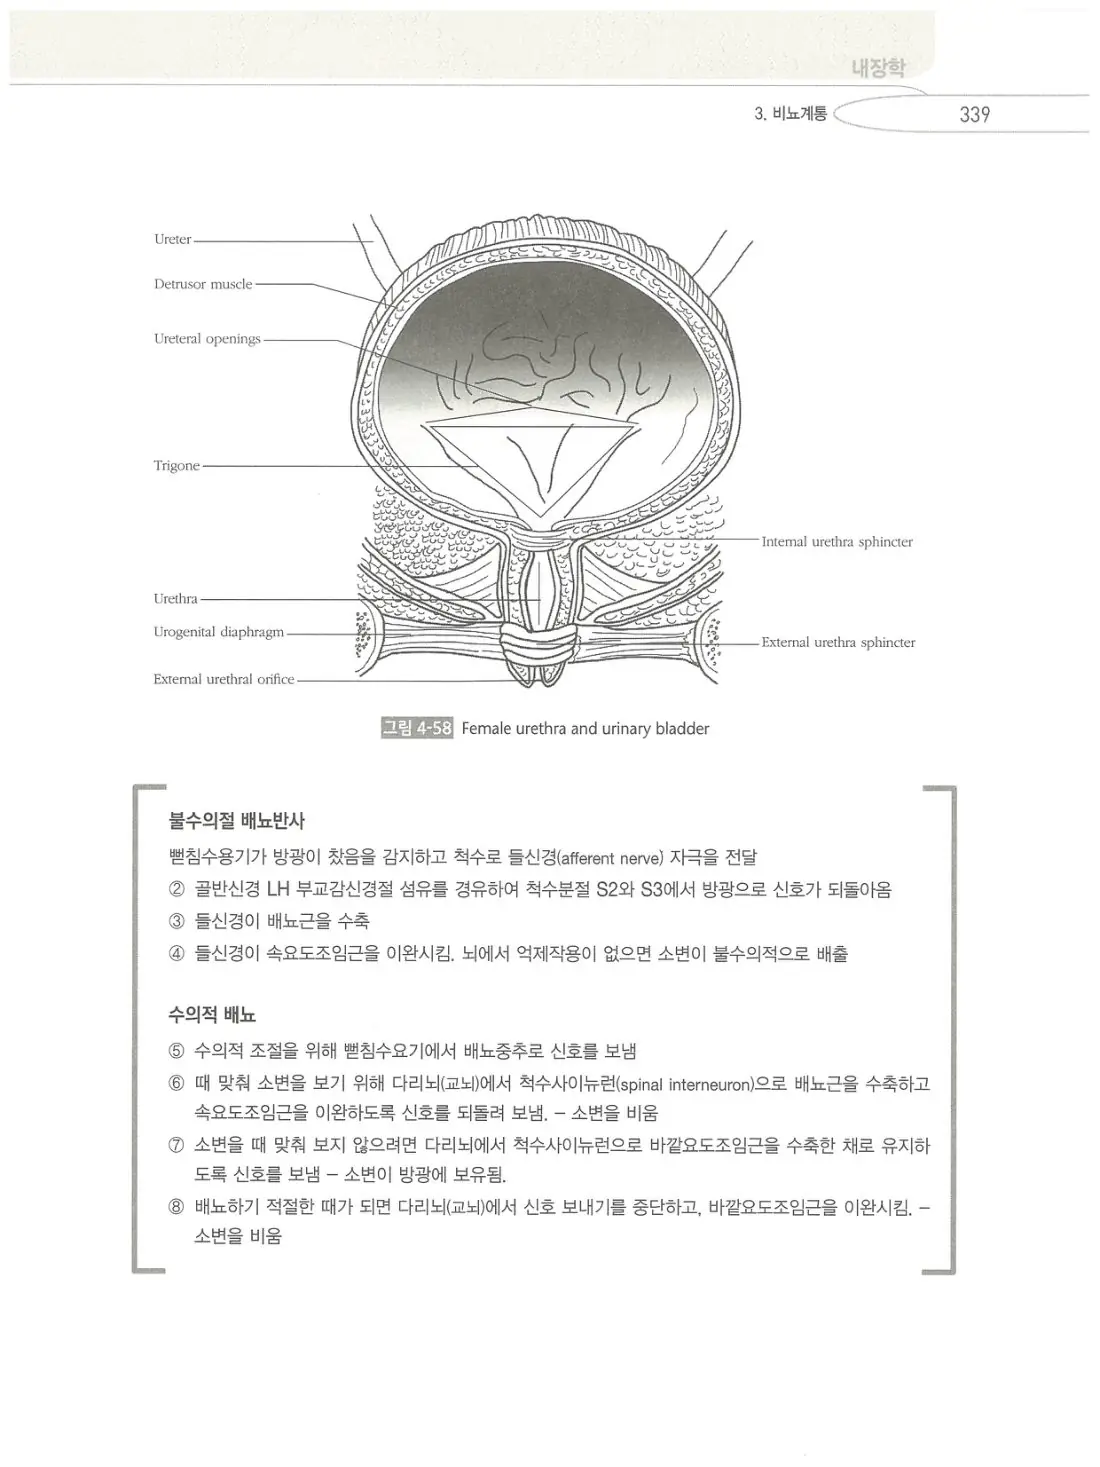 내장학
3. 비뇨계통
339
Ureter
Detrusor muscle
Ureteral openings
Trigone
Internal urethra sphincter
Urethra
Urogenital diaphragm
External urethra sphincter
External urethral orifice
그림 4-58 Female urethra and urinary bladder
불수의절 배뇨반사
뻗침수용기가 방광이 찼음을 감지하고 척수로 들신경(afferent nerve) 자극을 전달
② 골반신경 LH 부교감신경절 섬유를 경유하여 척수분절 S2와 S3에서 방광으로 신호가 되돌아옴
③ 들신경이 배뇨근을 수축
④ 들신경이 속요도조임근을 이완시킴. 뇌에서 억제작용이 없으면 소변이 불수의적으로 배출
수의적 배뇨
⑤ 수의적 조절을 위해 뻗침수요기에서 배뇨중추로 신호를 보냄
⑥ 때 맞춰 소변을 보기 위해 다리뇌(교뇌)에서 척수사이뉴런(spinal interneuron)으로 배뇨근을 수축하고
속요도조임근을 이완하도록 신호를 되돌려 보냄. – 소변을 비움
⑦ 소변을 때 맞춰 보지 않으려면 다리뇌에서 척수사이뉴런으로 바깥요도조임근을 수축한 채로 유지하
도록 신호를 보냄 – 소변이 방광에 보유됨.
⑧ 배뇨하기 적절한 때가 되면 다리뇌(교뇌)에서 신호 보내기를 중단하고, 바깥요도조임근을 이완시킴. –
소변을 비움